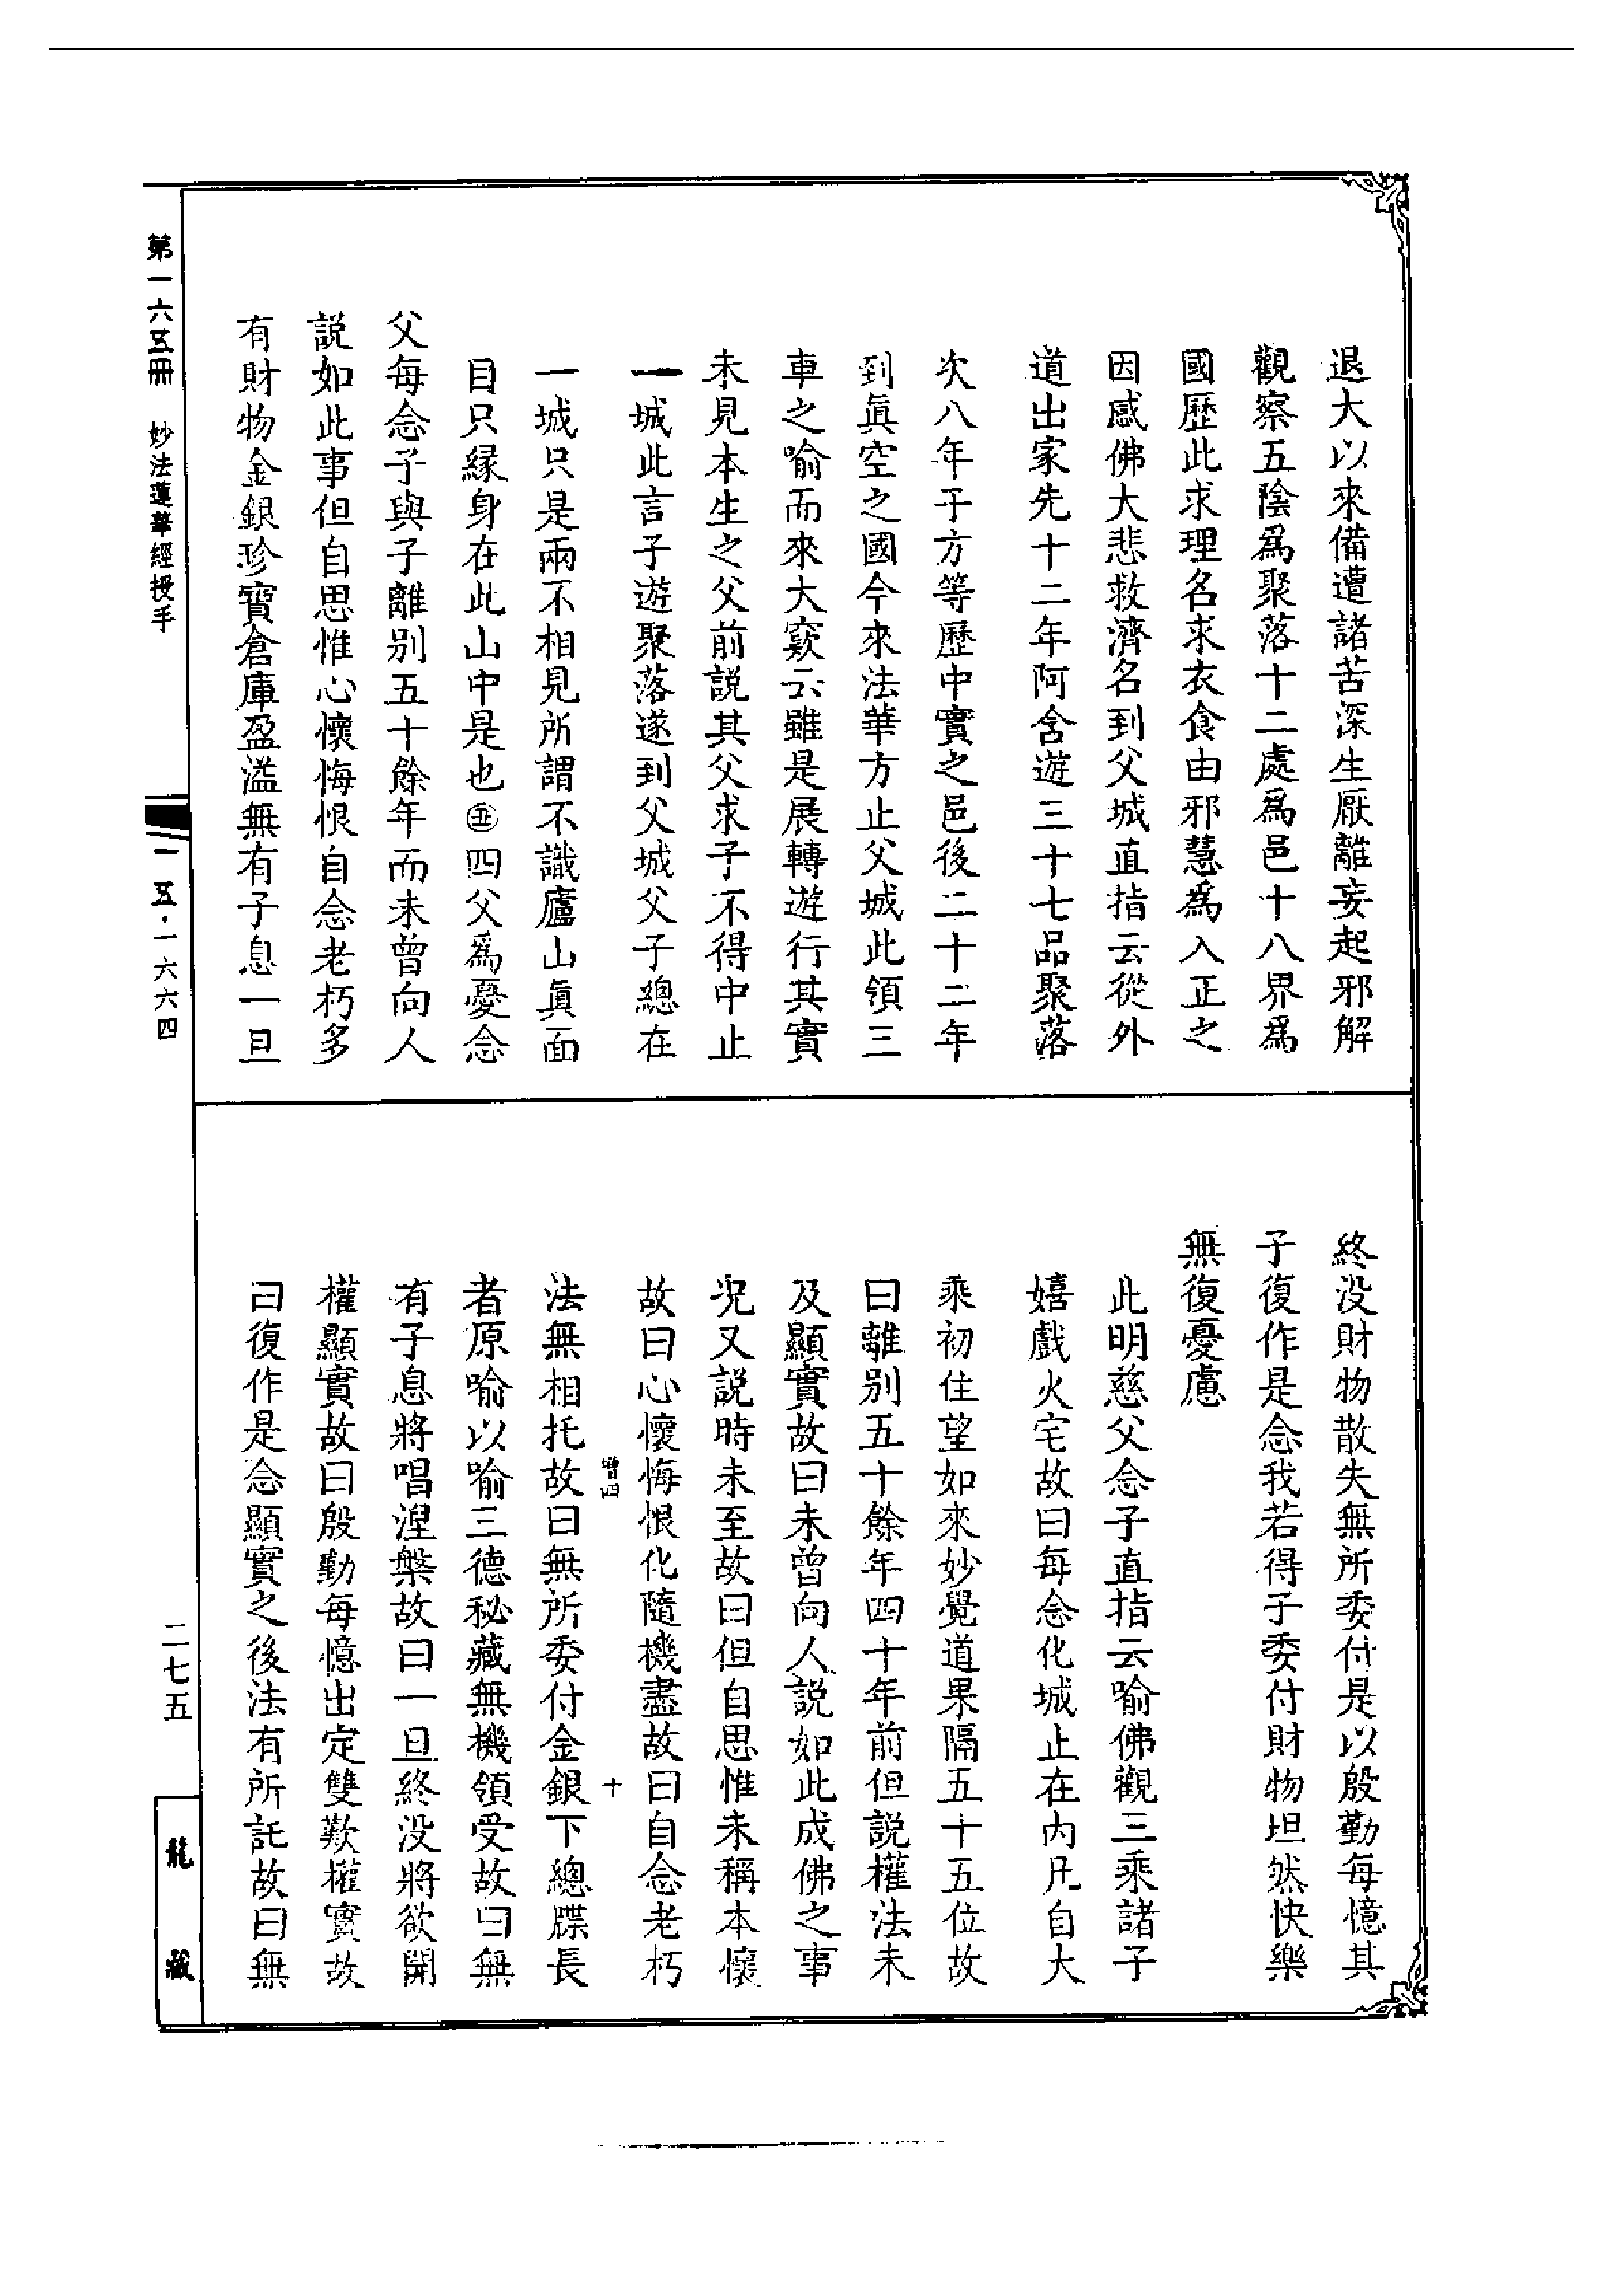 退大以來備遭諸苦深生厭離妄起邪解
觀察五陰爲聚落十二處爲邑十八界爲
國歷此求理名求衣食由邪慧爲入正之
因感佛大悲救濟名到父城直指云從外
道出家先十二年阿含遊三十七品聚落
次八年于方等歷中實之邑後二十二年
到眞空之國今來法華方止父城此領三
車之喻而來大窾云雖是展轉遊行其實
未見本生之父前説其父求子不得中止
一城此言子遊聚落遂到父城父子總在
一城只是兩不相見所謂不識廬山眞面
目只緣身在此山中是也㊄四父爲憂念
父每念子與子離别五十餘年而未曾向人
説如此事但自思惟心懷悔恨自念老朽多
有財物金銀珍寶倉庫盈溢無有子息一旦
終没財物散失無所委付是以殷勤每憶其
子復作是念我若得子委付財物坦然快樂
無復憂慮
此明慈父念子直指云喻佛觀三乘諸子
嬉戲火宅故曰每念化城止在内凡自大
乘初住望如來妙覺道果隔五十五位故
曰離别五十餘年四十年前但説權法未
及顯實故曰未曾向人説如此成佛之事
況又説時未至故曰但自思惟未稱本懷
故曰心懷悔恨化隨機盡故曰自念老朽
法無相托故曰無所委付金銀下總牒長
者原喻以喻三德秘藏無機領受故曰無
有子息將唱涅槃故曰一旦終没將欲開
權顯實故曰殷勤每憶出定雙歎權實故
曰復作是念顯實之後法有所託故曰無
增四
十
第一六五冊　妙法蓮華經授手
一五·一六六四
二七五
龍藏